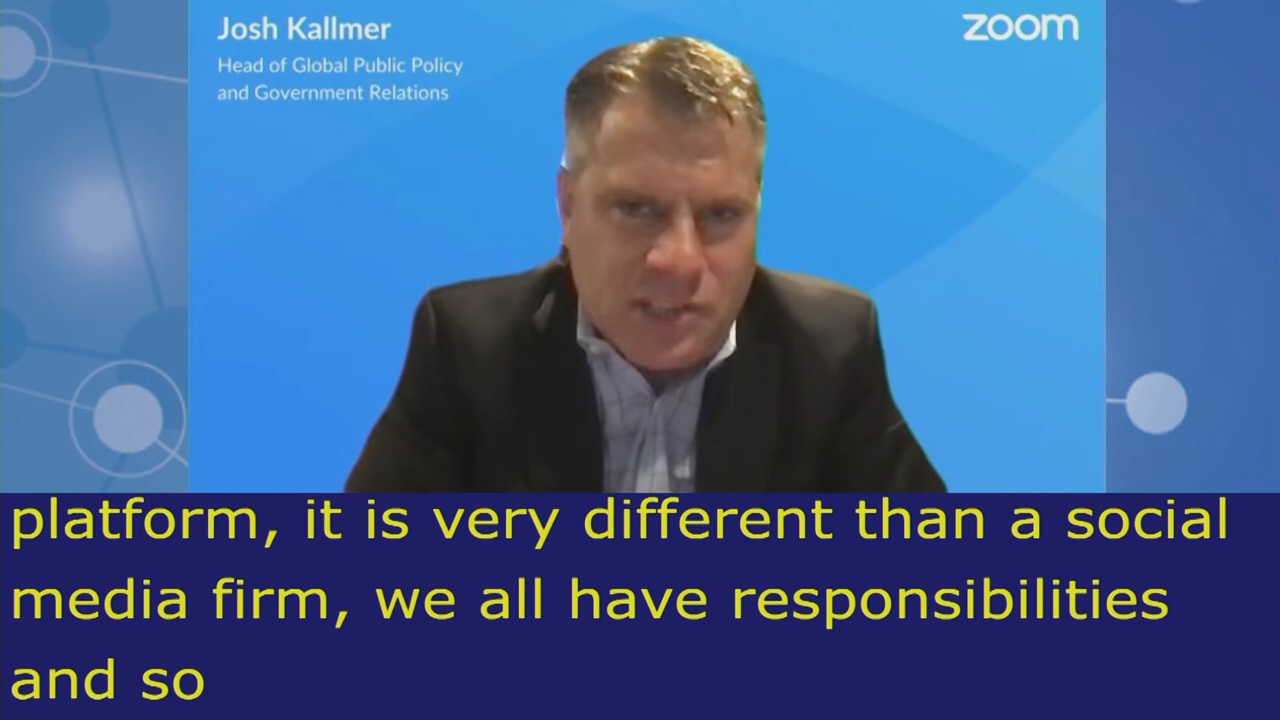 Josh Kallmer
zoom
Head of Global Public Policy
and Government Relations
platform, it is very different than a social
media firm, we all have responsibilities
and so